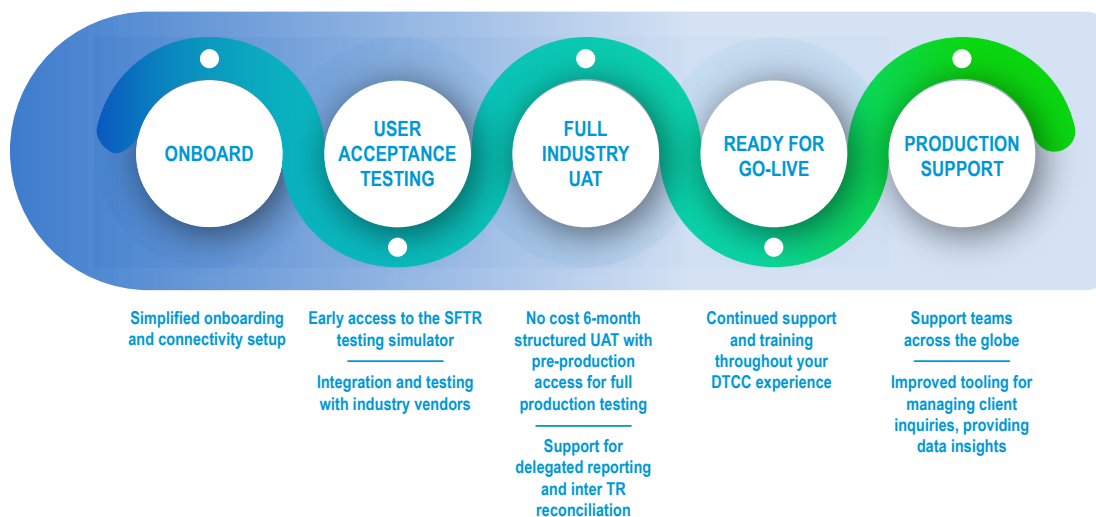 ONBOARD
USER
ACCEPTANCE
TESTING
FULL
INDUSTRY
UAT
READY FOR
GO-LIVE
PRODUCTION
SUPPORT
Simplified onboarding
and connectivity setup
Early access to the SFTR
testing simulator
Integration and testing
with industry vendors
No cost 6-month
structured UAT with
pre-production
access for full
production testing
Support for
delegated reporting
and inter TR
reconciliation
Continued support
and training
throughout your
DTCC experience
Support teams
across the globe
Improved tooling for
managing client
inquiries, providing
data insights